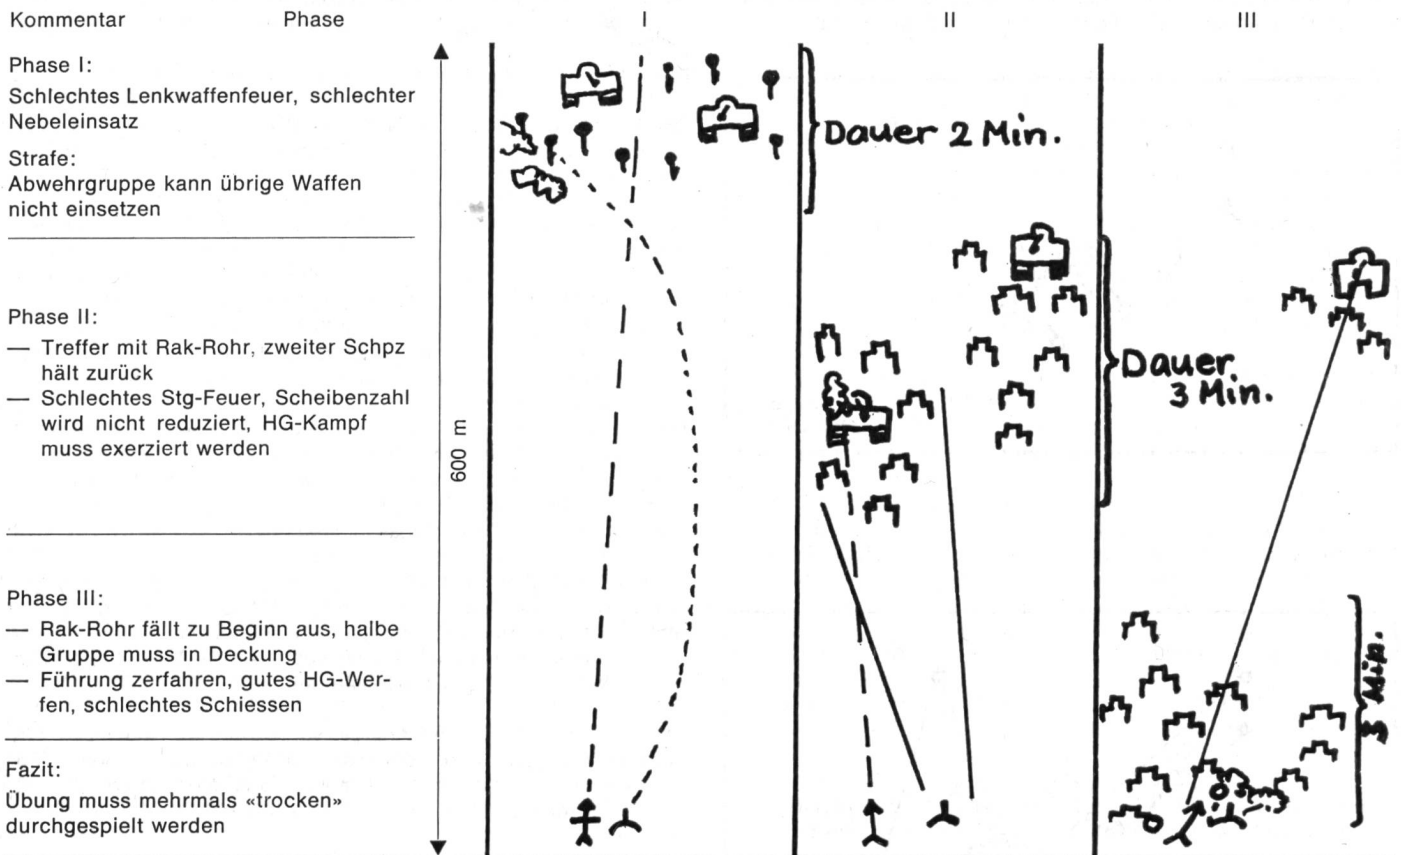 Kommentar Phase I II III
Phase I:
Schlechtes Lenkwaffenfeuer, schlechter
Nebeleinsatz
Strafe:
Abwehrgruppe kann übrige Waffen
nicht einsetzen
Phase II:
— Treffer mit Rak-Rohr, zweiter Schpz
hält zurück
— Schlechtes Stg-Feuer, Scheibenzahl
wird nicht reduziert, HG-Kampf
muss exerziert werden
Phase III:
— Rak-Rohr fällt zu Beginn aus, halbe
Gruppe muss in Deckung
— Führung zerfahren, gutes HG-Wer-
fen, schlechtes Schiessen
Fazit:
Übung muss mehrmals «trocken»
durchgespielt werden
600 m
Dauer 2 Min.
Dauer
3 Min.
Min.